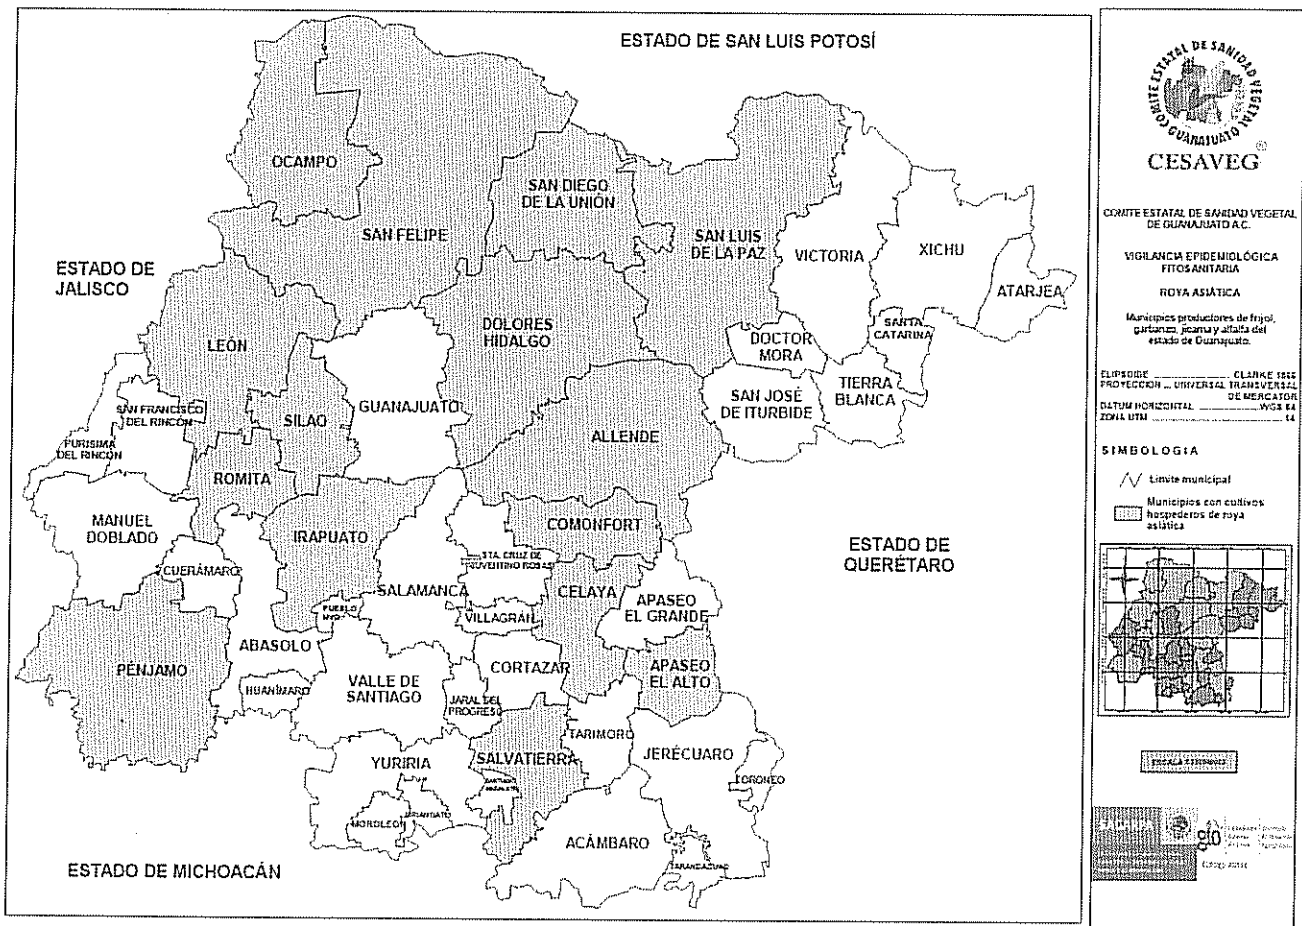 ESTADO DE SAN LUIS POTOSÍ
OCAMPO
SAN DIEGO
DE LA UNIÓN
SAN FELIPE
SAN LUIS
DE LA PAZ
VICTORIA
XICHU
ATARJEA
ESTADO DE
JALISCO
LEÓN
DOLORES
HIDALGO
DOCTOR
MORA
SANTA
CATARINA
TIERRA
BLANCA
SAN JOSÉ
DE ITURBIDE
GUANAJUATO
SILAO
SAN FRANCISCO
DEL RINCÓN
PURISIMA
DEL RINCÓN
ALLENDE
ROMITA
MANUEL
DOBLADO
IRAPUATO
COMONFORT
ESTADO DE
QUERÉTARO
CUERÁMARO
SALAMANCA
STA. CRUZ DE
JUVENTINO ROSAS
CELAYA
APASEO
EL GRANDE
PUEBLO
VILLAGRÁN
ABASOLO
PÉNJAMO
CORTAZAR
APASEO
EL ALTO
HUANÍMARO
VALLE DE
SANTIAGO
JARAL DEL
PROGRESO
TARIMORO
JERÉCUARO
YURIRIA
SALVATIERRA
CORONEO
MOROLEÓN
ACÁMBARO
ESTADO DE MICHOACÁN
COMITE ESTATAL DE SANIDAD VEGETAL
GUANAJUATO
CESAVEG®
COMITE ESTATAL DE SANIDAD VEGETAL
DE GUANAJUATO A.C.
VIGILANCIA EPIDEMIOLÓGICA
FITOSANITARIA
ROYA ASIÁTICA
Municipios productores de frijol,
garbanzo, jicama y alfalfa del
estado de Guanajuato.
ELIPSOIDE CLARKE 1866
PROYECCION UNIVERSAL TRANSVERSAL
DE MERCATOR
DATUM HORIZONTAL WGS 84
ZONA UTM 14
SIMBOLOGIA
Limite municipal
Municipios con cultivos
hospederos de roya
asiática
ESCALA